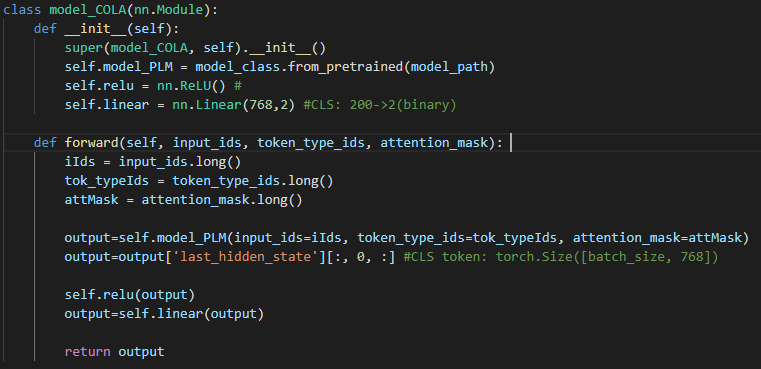 class model_COLA(nn.Module):
    def __init__(self):
        super(model_COLA, self).__init__()
        self.model_PLM = model_class.from_pretrained(model_path)
        self.relu = nn.ReLU() #
        self.linear = nn.Linear(768,2) #CLS: 200->2(binary)
    def forward(self, input_ids, token_type_ids, attention_mask):
        iIds = input_ids.long()
        tok_typeIds = token_type_ids.long()
        attMask = attention_mask.long()
        output=self.model_PLM(input_ids=iIds, token_type_ids=tok_typeIds, attention_mask=attMask)
        output=output['last_hidden_state'][:, 0, :] #CLS token: torch.Size([batch_size, 768])
        self.relu(output)
        output=self.linear(output)
        return output